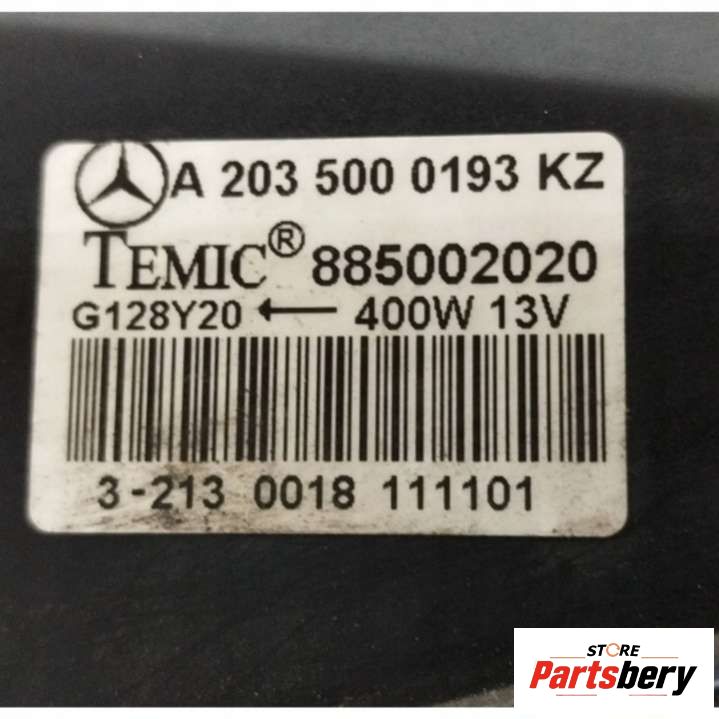 A 203 500 0193 KZ
TEMIC® 885002020
G128Y20 ← 400W 13V
3-213 0018 111101
STORE
Partsbery